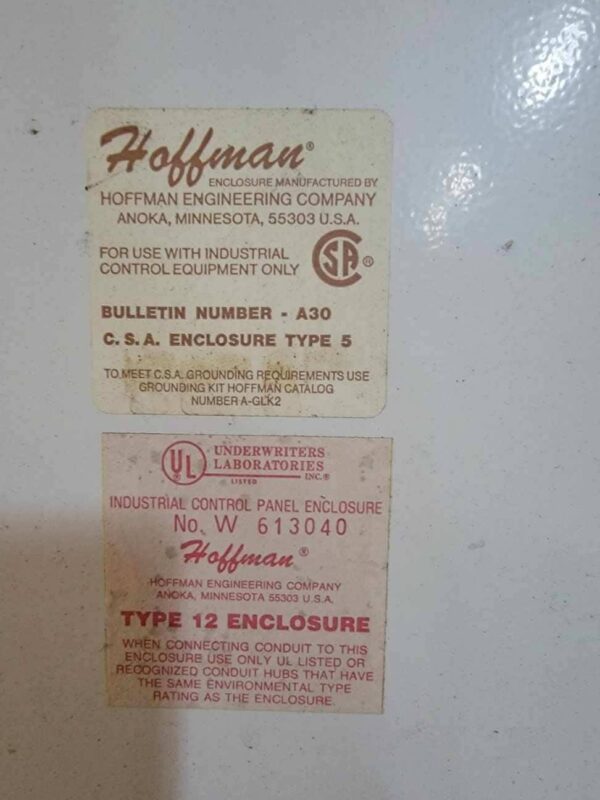 Hoffman®
ENCLOSURE MANUFACTURED BY
HOFFMAN ENGINEERING COMPANY
ANOKA, MINNESOTA, 55303 U.S.A.
FOR USE WITH INDUSTRIAL
CONTROL EQUIPMENT ONLY
CSA®
BULLETIN NUMBER - A30
C.S.A. ENCLOSURE TYPE 5
TO MEET C.S.A. GROUNDING REQUIREMENTS USE
GROUNDING KIT HOFFMAN CATALOG
NUMBER A-GLK2
UL®
UNDERWRITERS
LABORATORIES
INC.®
LISTED
INDUSTRIAL CONTROL PANEL ENCLOSURE
No. W 613040
Hoffman®
HOFFMAN ENGINEERING COMPANY
ANOKA, MINNESOTA 55303 U.S.A.
TYPE 12 ENCLOSURE
WHEN CONNECTING CONDUIT TO THIS
ENCLOSURE USE ONLY UL LISTED OR
RECOGNIZED CONDUIT HUBS THAT HAVE
THE SAME ENVIRONMENTAL TYPE
RATING AS THE ENCLOSURE.